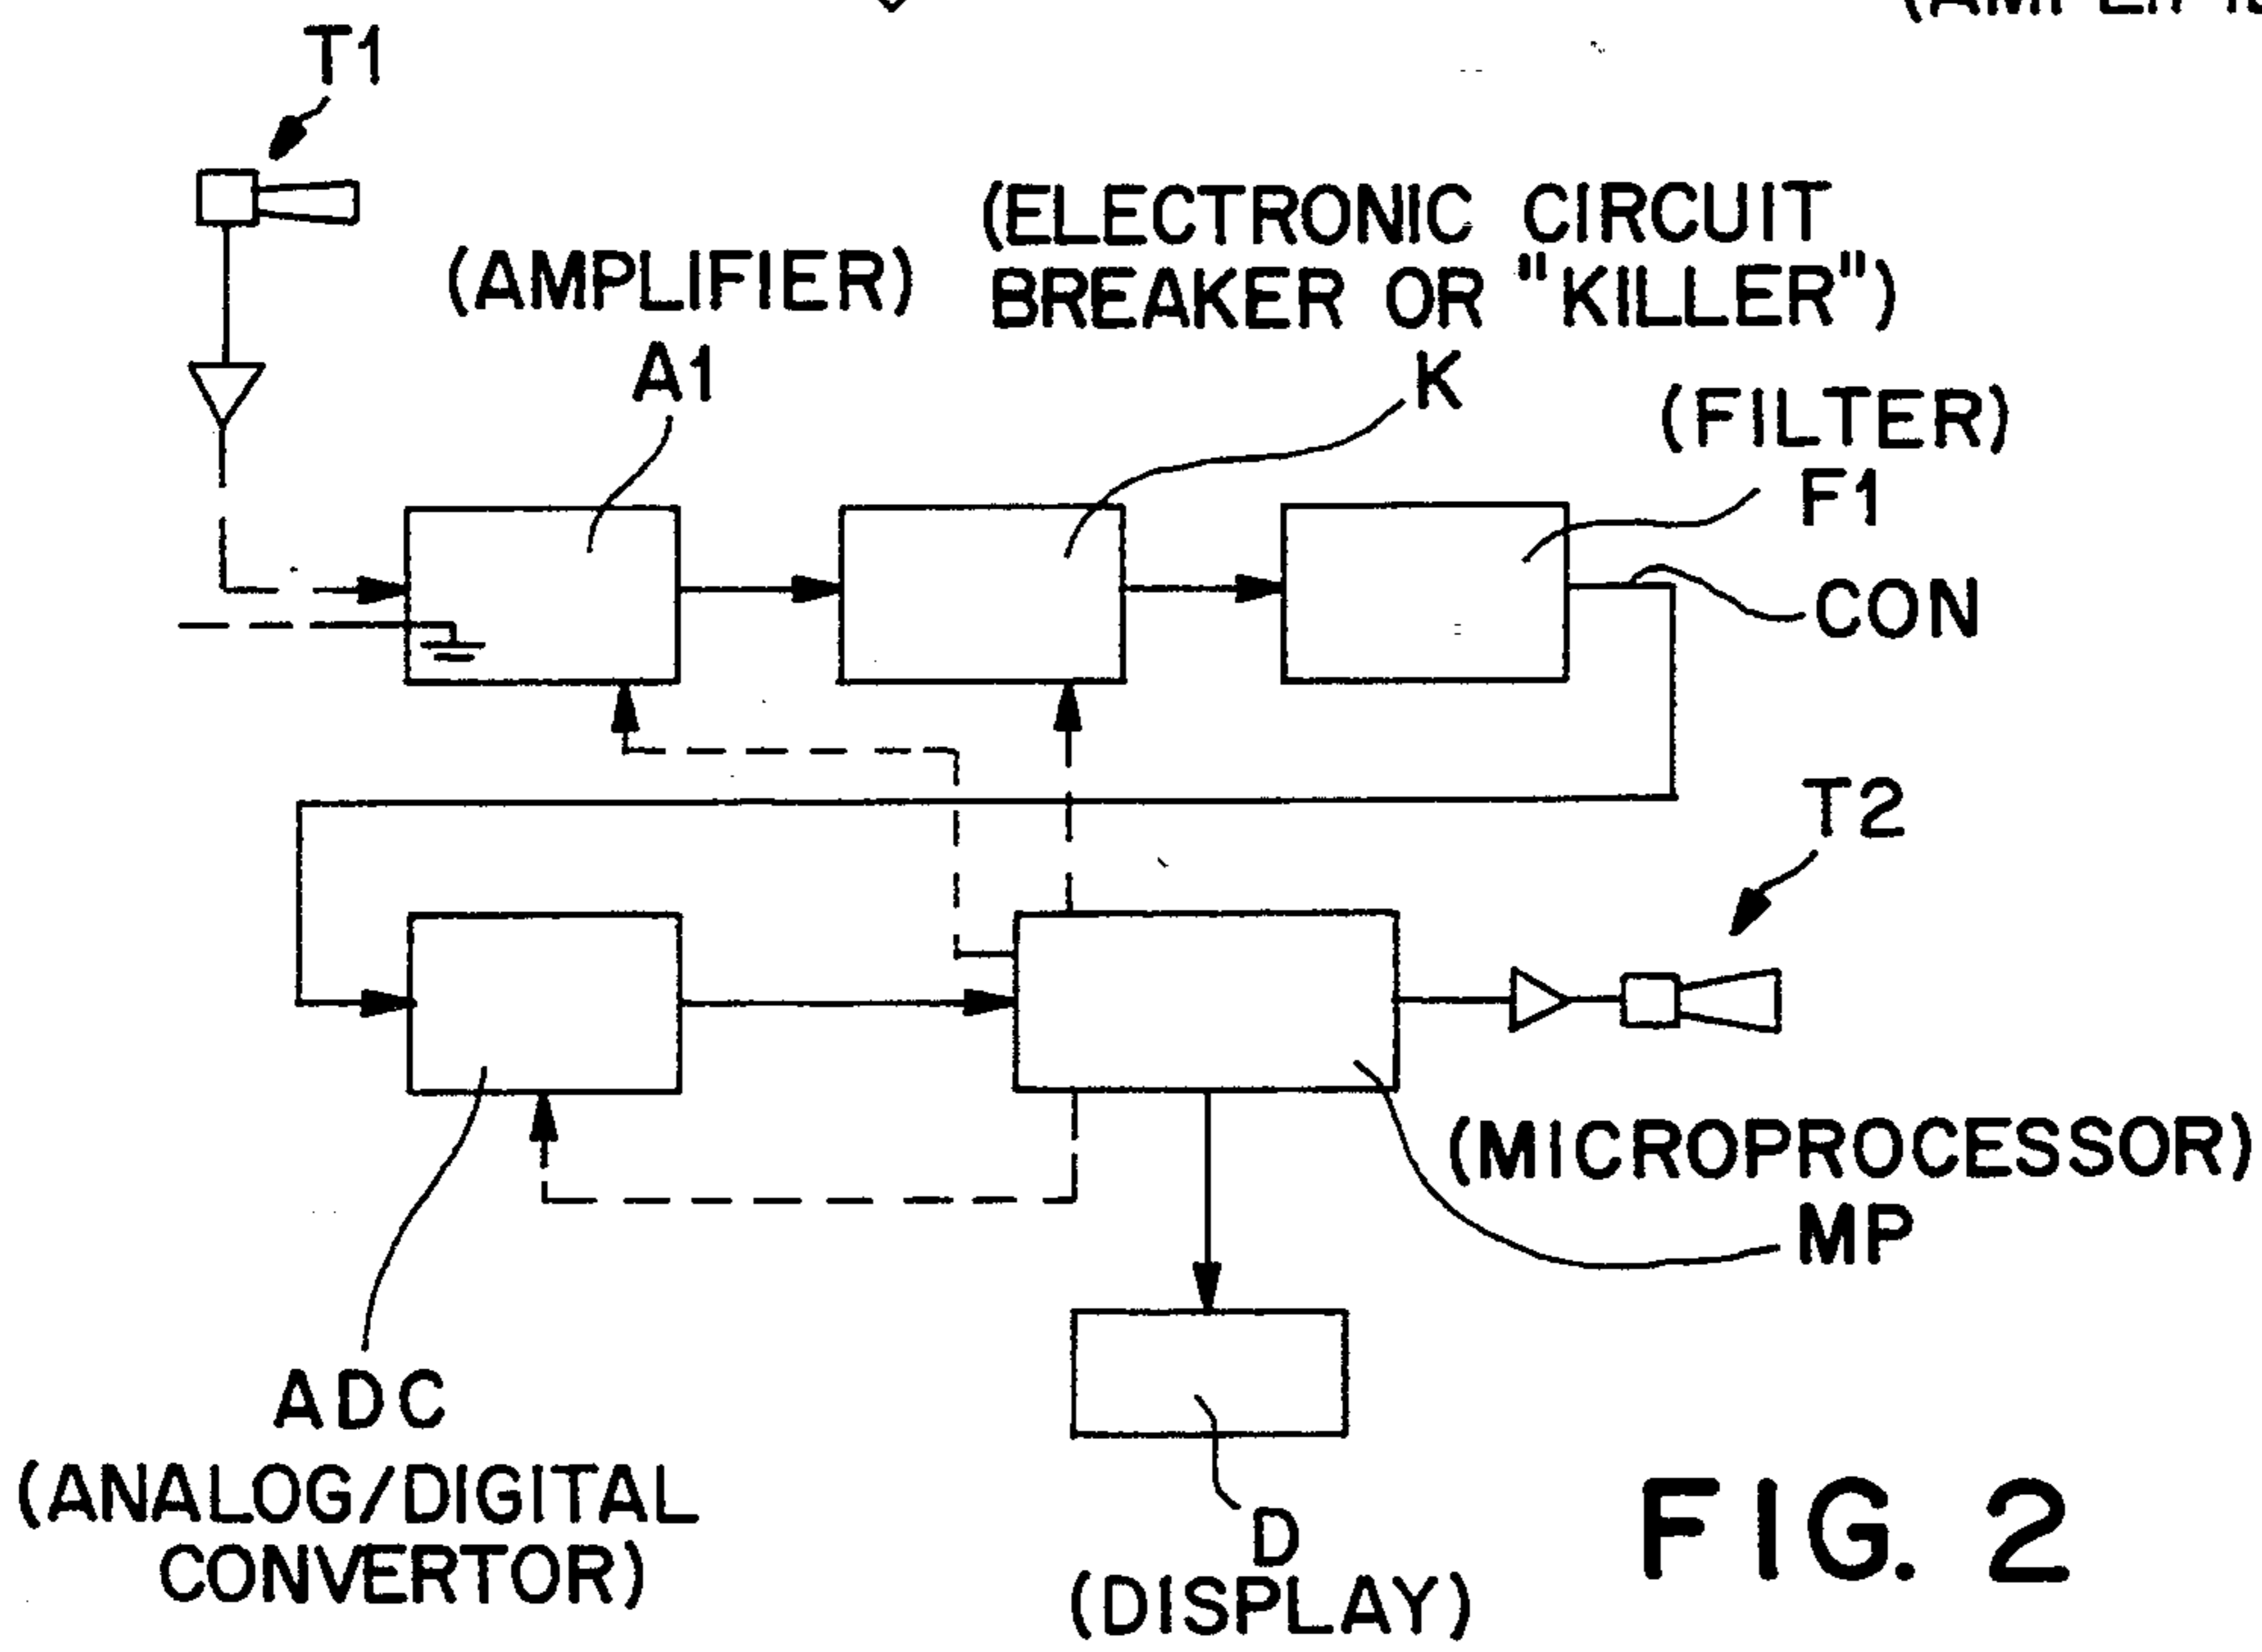 T1
(ELECTRONIC CIRCUIT
BREAKER OR "KILLER")
K
(AMPLIFIER)
A1
(FILTER)
F1
CON
T2
(MICROPROCESSOR)
MP
ADC
(ANALOG/DIGITAL
CONVERTOR)
D
(DISPLAY)
FIG. 2